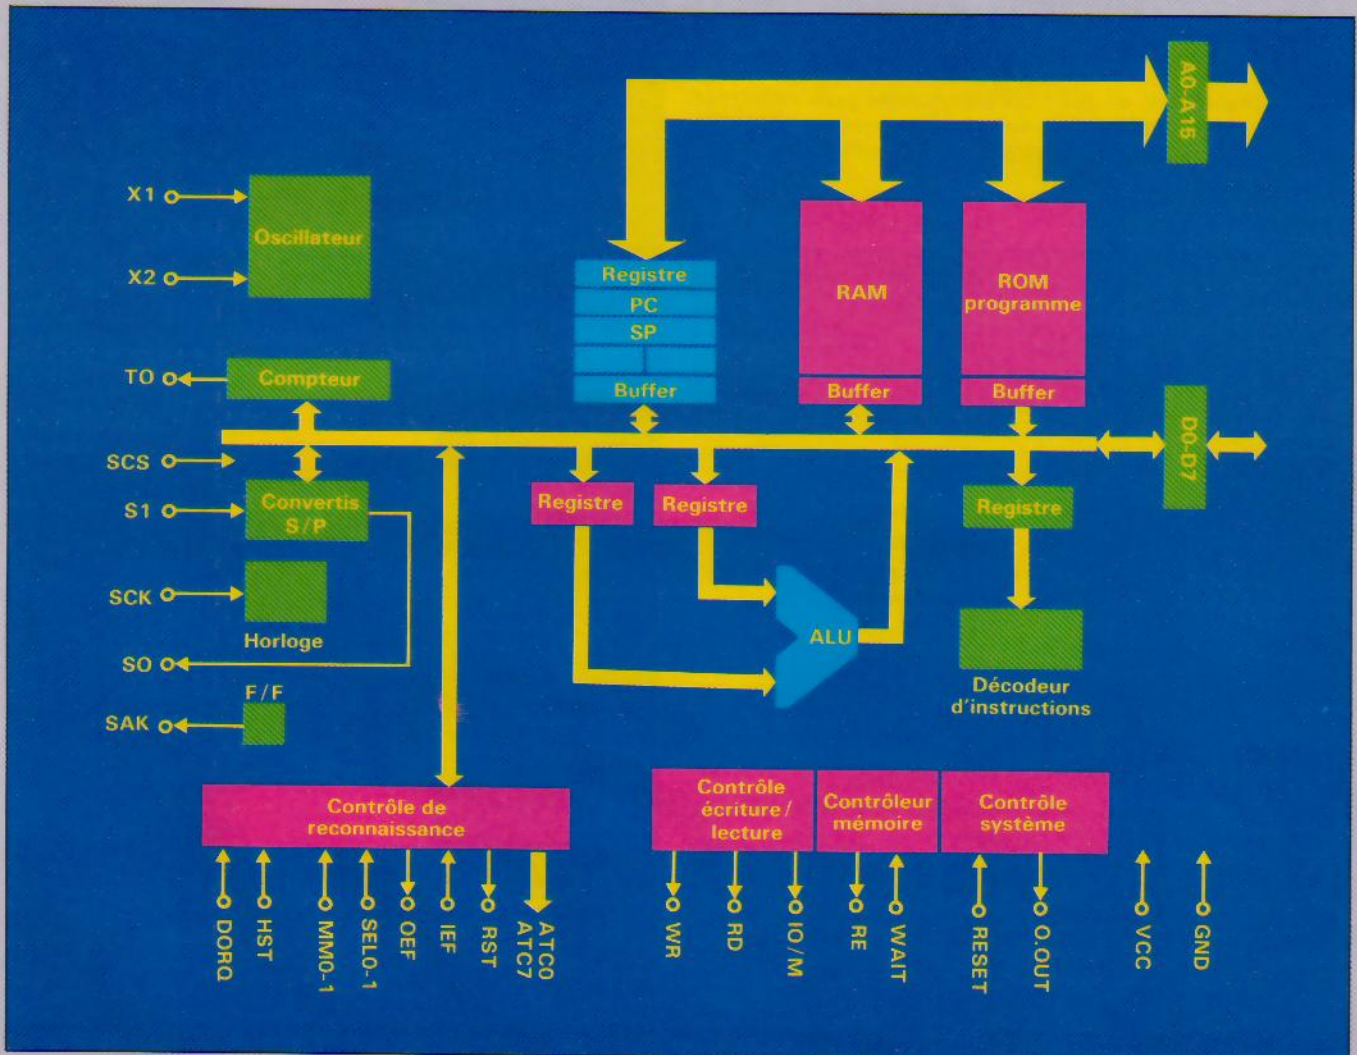 A0-A15
X1
Oscillateur
X2
Registre
PC
SP
Buffer
RAM
Buffer
ROM
programme
Buffer
TO
Compteur
D0-D7
SCS
S1
Convertis
S/P
Registre
Registre
Registre
SCK
Horloge
ALU
SO
Décodeur
d'instructions
F/F
SAK
Contrôle de
reconnaissance
Contrôle
écriture/
lecture
Contrôleur
mémoire
Contrôle
système
DORQ
HST
MM0-1
SEL0-1
OEF
IEF
RST
ATC0
ATC7
WR
RD
IO/M
RE
WAIT
RESET
O.OUT
VCC
GND